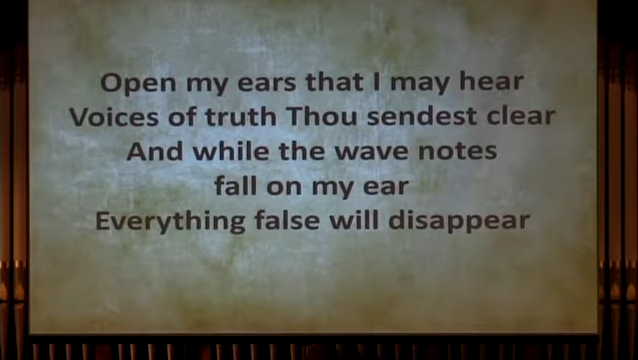 Open my ears that I may hear
Voices of truth Thou sendest clear
And while the wave notes
fall on my ear
Everything false will disappear